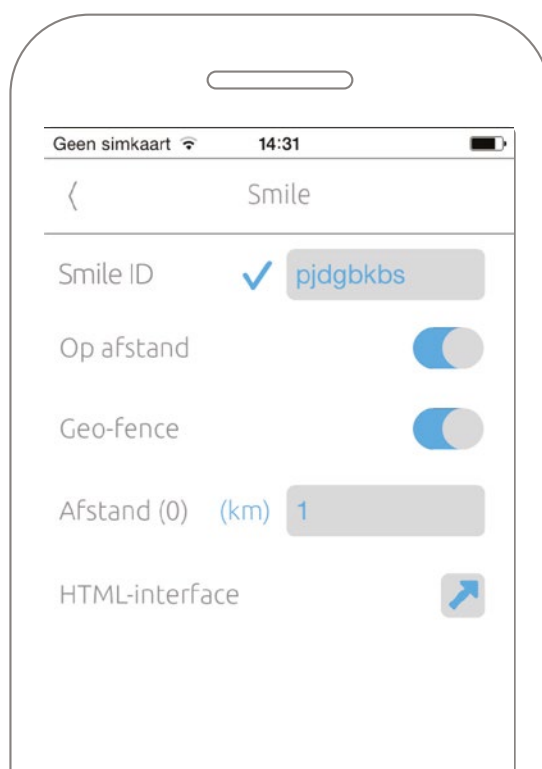 Geen simkaart 14:31
Smile
Smile ID pjdgbkbs
Op afstand
Geo-fence
Afstand (0) (km) 1
HTML-interface